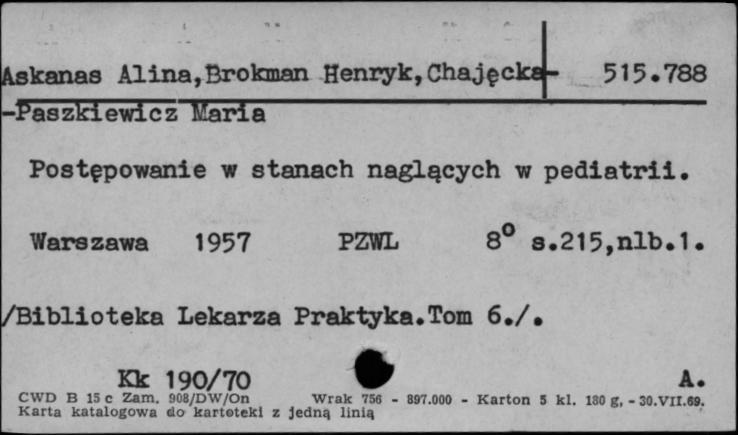 Askanas Alina,Brokman Henryk,Chajęcka- 515.788
-Paszkiewicz Maria
Postępowanie w stanach naglących w pediatrii.
Warszawa 1957 PZWL 8° s.215,nlb.1.
/Biblioteka Lekarza Praktyka.Tom 6./.
Kk 190/70 A.
CWD B 15 c Zam. 908/DW/On Wrak 756 - 897.000 - Karton 5 kl. 180 g, - 30.VII.69.
Karta katalogowa do kartoteki z jedną linią